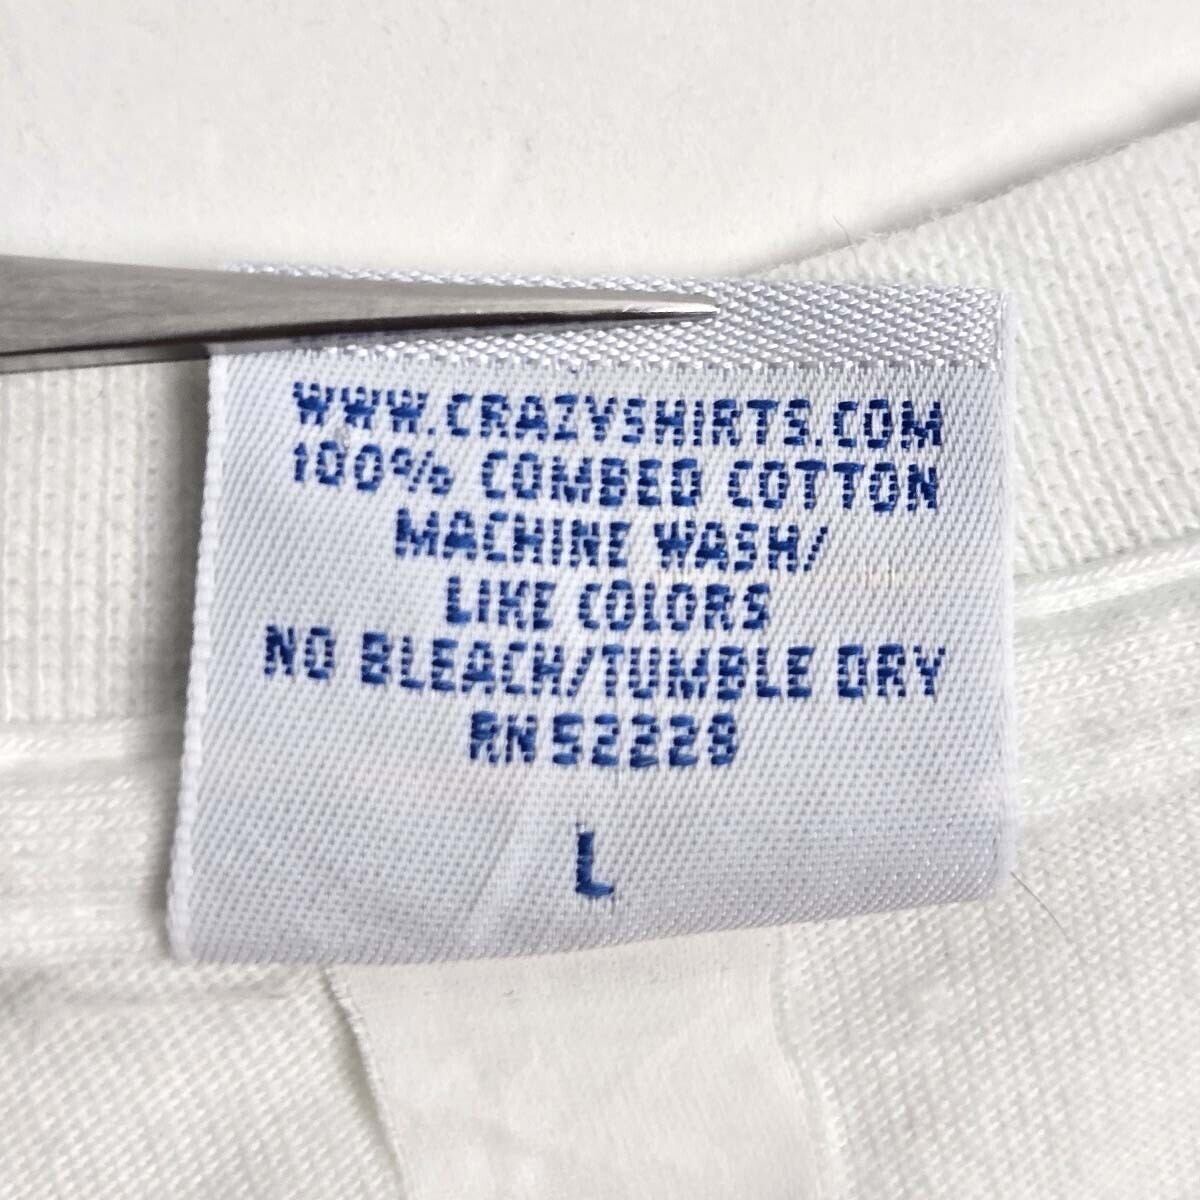 WWW.CRAZYSHIRTS.COM
100% COMBED COTTON
MACHINE WASH/
LIKE COLORS
NO BLEACH/TUMBLE DRY
RN 52229
L